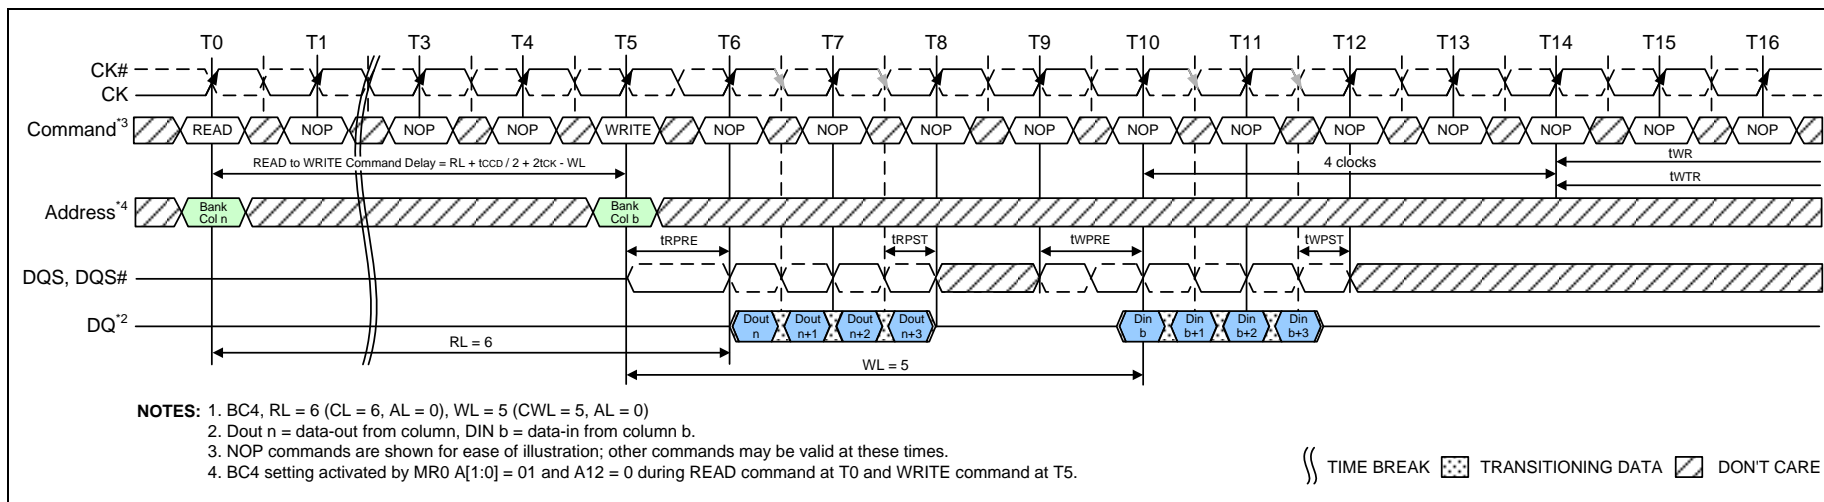 T0 T1 T3 T4 T5 T6 T7 T8 T9 T10 T11 T12 T13 T14 T15 T16
CK#
CK
Command*3 READ NOP NOP NOP WRITE NOP NOP NOP NOP NOP NOP NOP NOP NOP NOP NOP
READ to WRITE Command Delay = RL + tCCD / 2 + 2tCK - WL
4 clocks
tWR
tWTR
Address*4
Bank
Col n
Bank
Col b
tRPRE tRPST tWPRE tWPST
DQS, DQS#
DQ*2
Dout
n
Dout
n+1
Dout
n+2
Dout
n+3
Din
b
Din
b+1
Din
b+2
Din
b+3
RL = 6
WL = 5
NOTES: 1. BC4, RL = 6 (CL = 6, AL = 0), WL = 5 (CWL = 5, AL = 0)
2. Dout n = data-out from column, DIN b = data-in from column b.
3. NOP commands are shown for ease of illustration; other commands may be valid at these times.
4. BC4 setting activated by MR0 A[1:0] = 01 and A12 = 0 during READ command at T0 and WRITE command at T5.
TIME BREAK TRANSITIONING DATA DON'T CARE